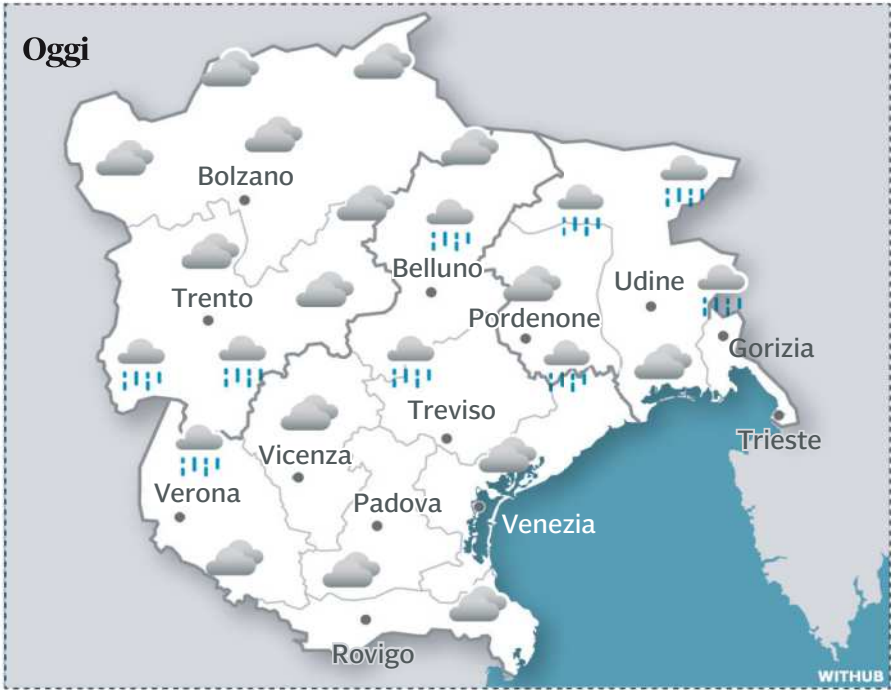 Oggi
Bolzano
Belluno
Trento
Udine
Pordenone
Gorizia
Treviso
Trieste
Vicenza
Verona
Padova
Venezia
Rovigo
WITHUB